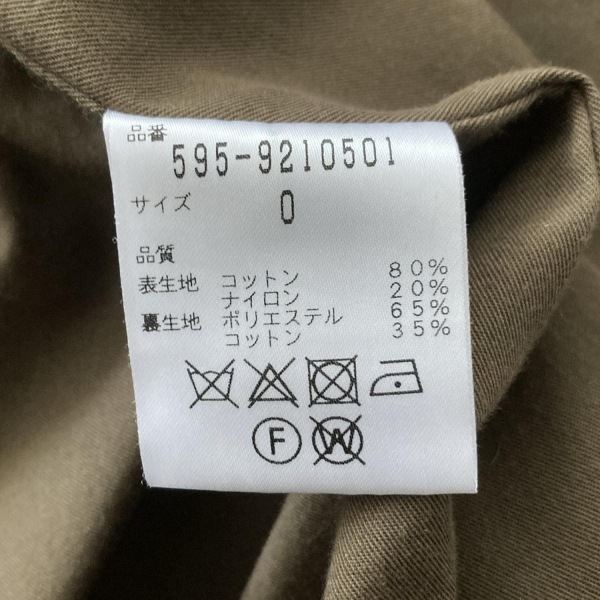 品番
595-9210501
サイズ 0
品質
表生地 コットン 80%
ナイロン 20%
裏生地 ポリエステル 65%
コットン 35%
F W